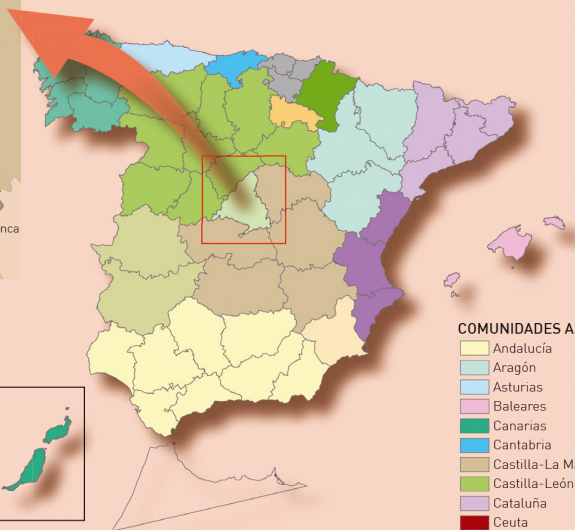 nca
COMUNIDADES A
Andalucía
Aragón
Asturias
Baleares
Canarias
Cantabria
Castilla-La M
Castilla-León
Cataluña
Ceuta